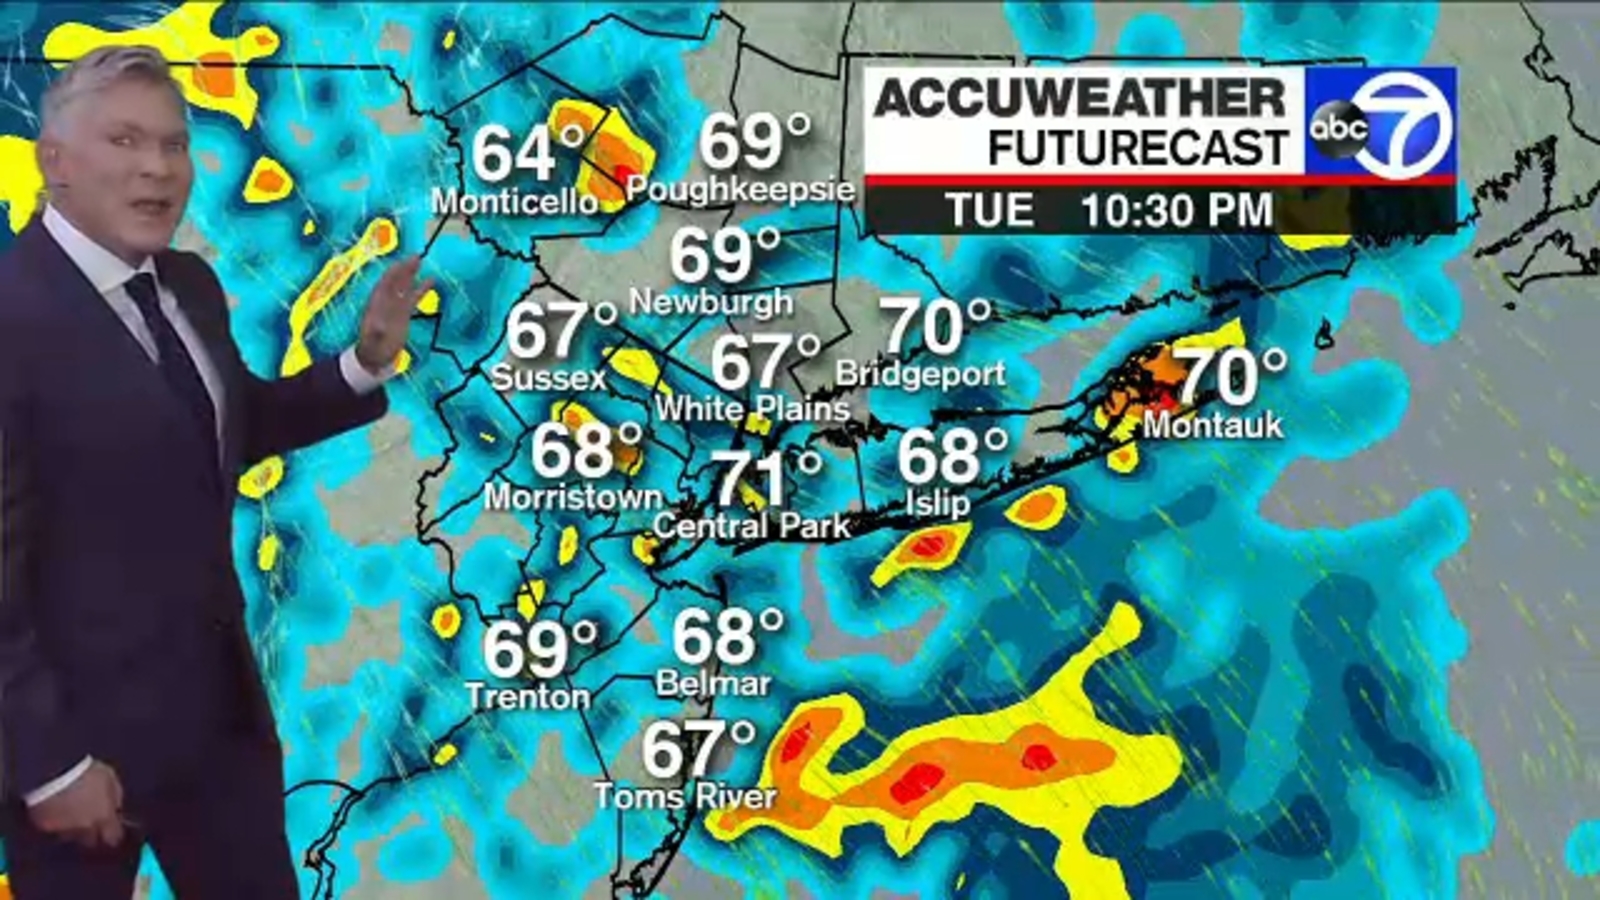 ACCUWEATHER
FUTURECAST
abc 7
TUE 10:30 PM
64°
Monticello
69°
Poughkeepsie
69°
Newburgh
67°
Sussex
67°
White Plains
70°
Bridgeport
70°
Montauk
68°
Morristown
71°
Central Park
68°
Islip
69°
Trenton
68°
Belmar
67°
Toms River